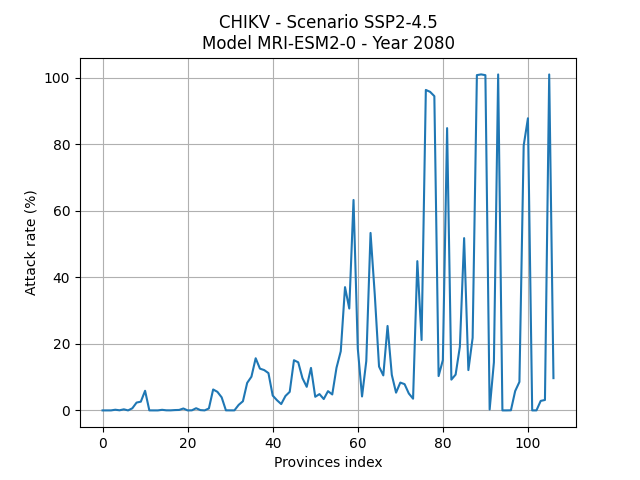 CHIKV - Scenario SSP2-4.5
Model MRI-ESM2-0 - Year 2080
Attack rate (%)
100
80
60
40
20
0
0 20 40 60 80 100
Provinces index